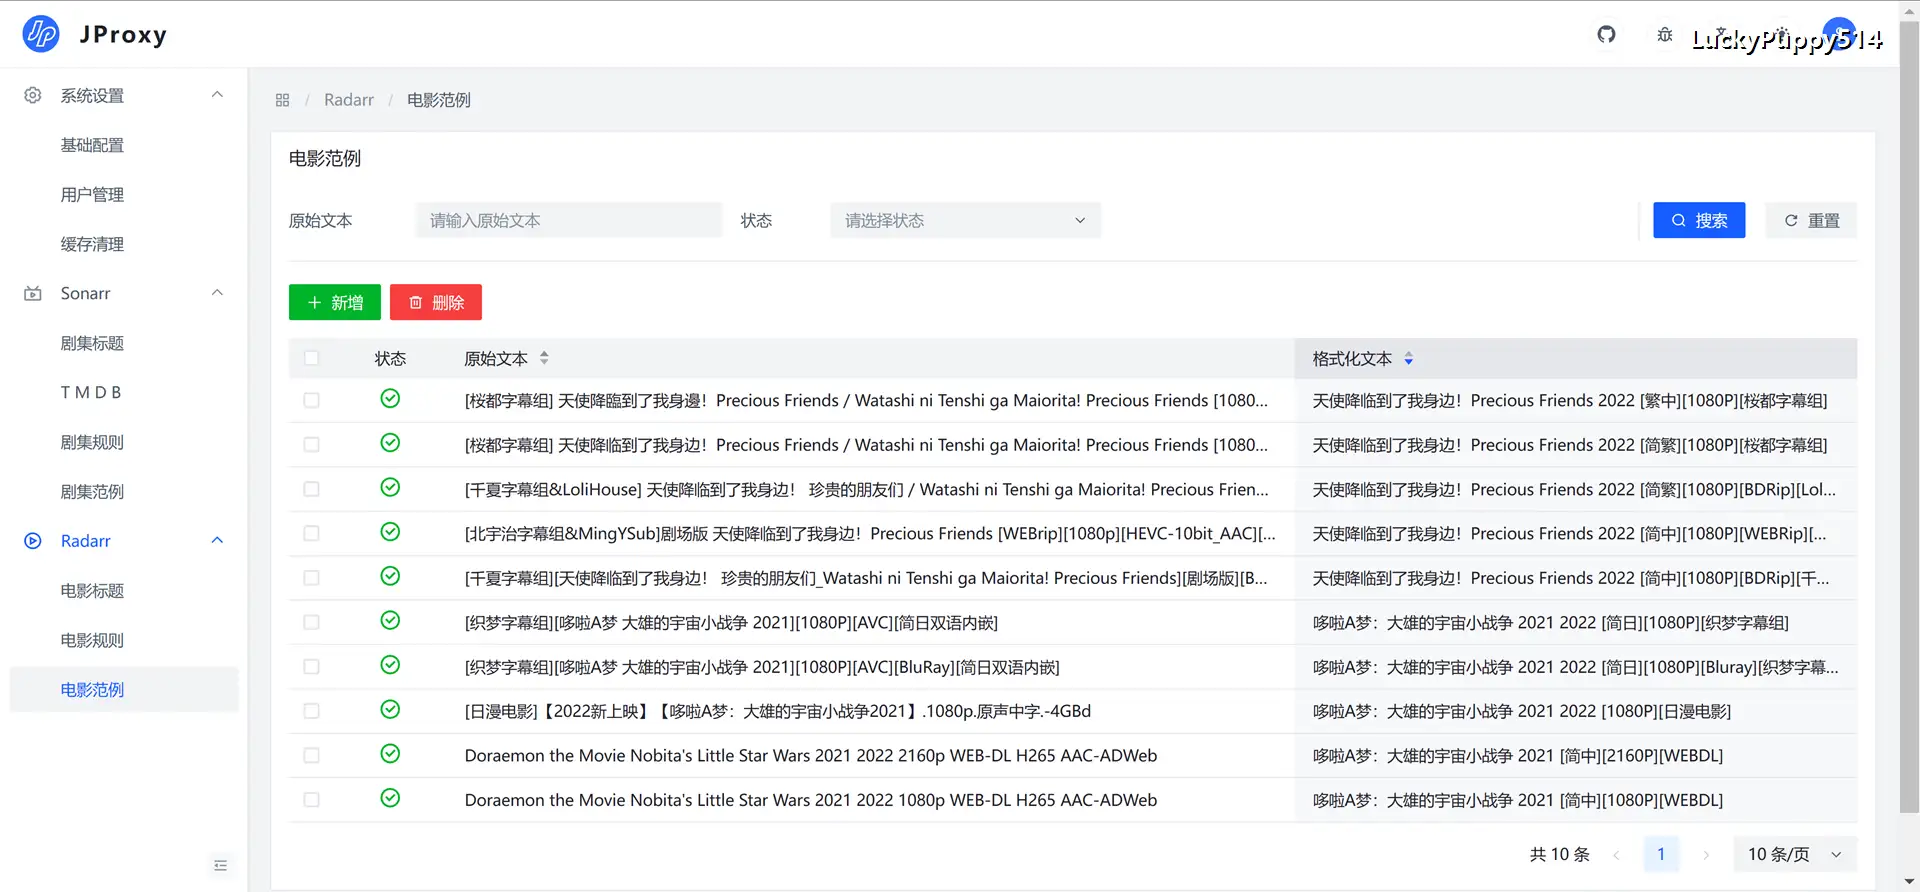 JProxy
LuckyPuppy514
系统设置
基础配置
用户管理
缓存清理
Sonarr
剧集标题
T M D B
剧集规则
剧集范例
Radarr
电影标题
电影规则
电影范例
/ Radarr / 电影范例
电影范例
原始文本 请输入原始文本 状态 请选择状态 搜索 重置
新增 删除
状态 原始文本 格式化文本
[桜都字幕组] 天使降臨到了我身邊！Precious Friends / Watashi ni Tenshi ga Maiorita! Precious Friends [1080... 天使降临到了我身边！Precious Friends 2022 [繁中][1080P][桜都字幕组]
[桜都字幕组] 天使降临到了我身边！Precious Friends / Watashi ni Tenshi ga Maiorita! Precious Friends [1080... 天使降临到了我身边！Precious Friends 2022 [简繁][1080P][桜都字幕组]
[千夏字幕组&LoliHouse] 天使降临到了我身边！ 珍贵的朋友们 / Watashi ni Tenshi ga Maiorita! Precious Frien... 天使降临到了我身边！Precious Friends 2022 [简繁][1080P][BDRip][Lol...
[北宇治字幕组&MingYSub]剧场版 天使降临到了我身边！Precious Friends [WEBrip][1080p][HEVC-10bit_AAC][... 天使降临到了我身边！Precious Friends 2022 [简中][1080P][WEBRip][...
[千夏字幕组][天使降临到了我身边！ 珍贵的朋友们_Watashi ni Tenshi ga Maiorita! Precious Friends][剧场版][B... 天使降临到了我身边！Precious Friends 2022 [简中][1080P][BDRip][千...
[织梦字幕组][哆啦A梦 大雄的宇宙小战争 2021][1080P][AVC][简日双语内嵌] 哆啦A梦：大雄的宇宙小战争 2021 2022 [简日][1080P][织梦字幕组]
[织梦字幕组][哆啦A梦 大雄的宇宙小战争 2021][1080P][AVC][BluRay][简日双语内嵌] 哆啦A梦：大雄的宇宙小战争 2021 2022 [简日][1080P][Bluray][织梦字幕...
[日漫电影]【2022新上映】【哆啦A梦：大雄的宇宙小战争2021】.1080p.原声中字.-4GBd 哆啦A梦：大雄的宇宙小战争 2021 2022 [1080P][日漫电影]
Doraemon the Movie Nobita's Little Star Wars 2021 2022 2160p WEB-DL H265 AAC-ADWeb 哆啦A梦：大雄的宇宙小战争 2021 [简中][2160P][WEBDL]
Doraemon the Movie Nobita's Little Star Wars 2021 2022 1080p WEB-DL H265 AAC-ADWeb 哆啦A梦：大雄的宇宙小战争 2021 [简中][1080P][WEBDL]
共 10 条 1 10 条/页